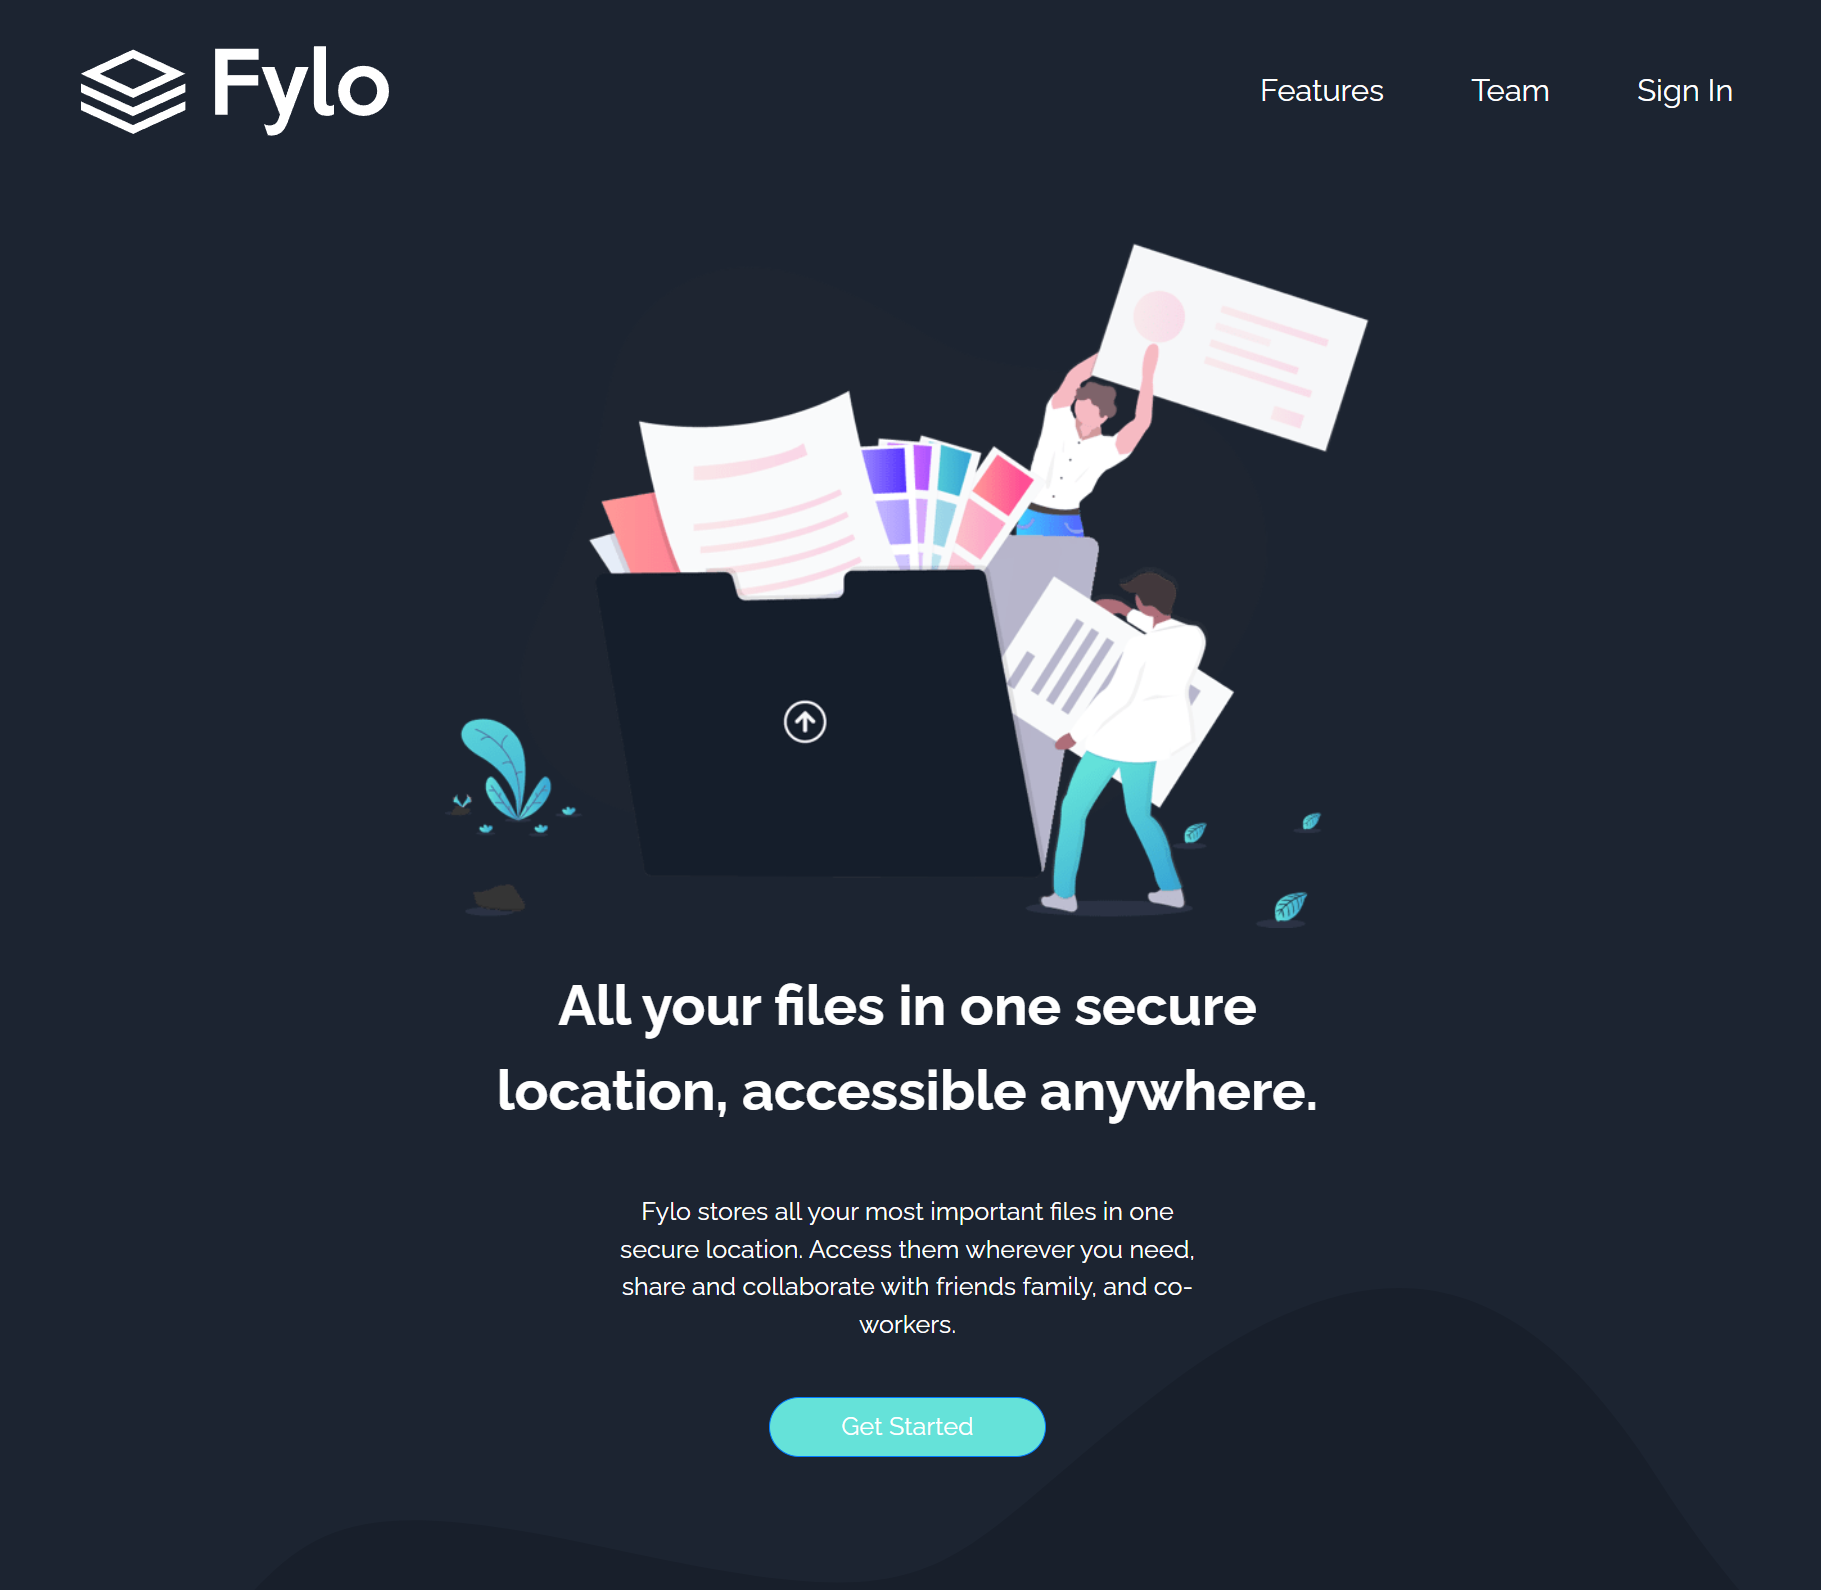 Fylo
Features
Team
Sign In
All your files in one secure
location, accessible anywhere.
Fylo stores all your most important files in one
secure location. Access them wherever you need,
share and collaborate with friends family, and co-
workers.
Get Started